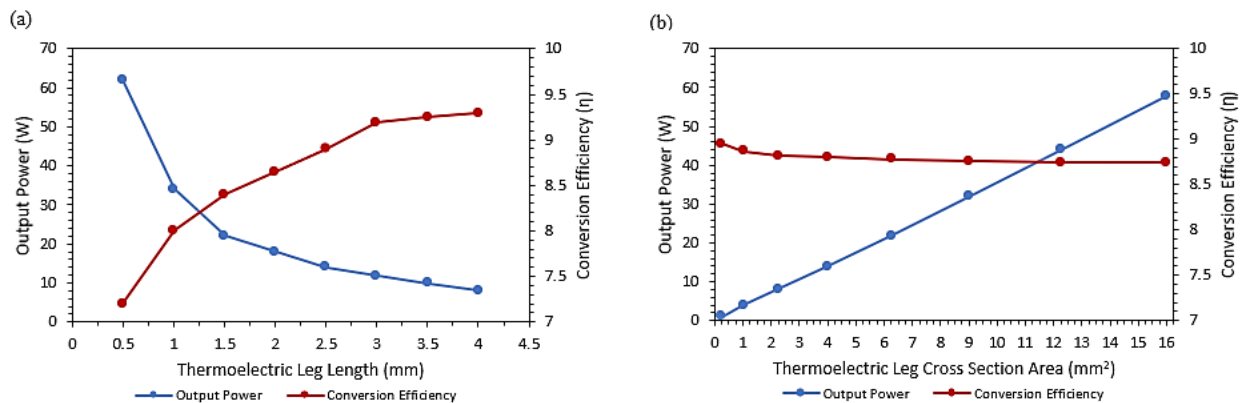 (a)
70
60
50
40
30
20
10
0
Output Power (W)
10
9.5
9
8.5
8
7.5
7
Conversion Efficiency (η)
0 0.5 1 1.5 2 2.5 3 3.5 4 4.5
Thermoelectric Leg Length (mm)
Output Power Conversion Efficiency
(b)
70
60
50
40
30
20
10
0
Output Power (W)
10
9.5
9
8.5
8
7.5
7
Conversion Efficiency (η)
0 1 2 3 4 5 6 7 8 9 10 11 12 13 14 15 16
Thermoelectric Leg Cross Section Area (mm²)
Output Power Conversion Efficiency